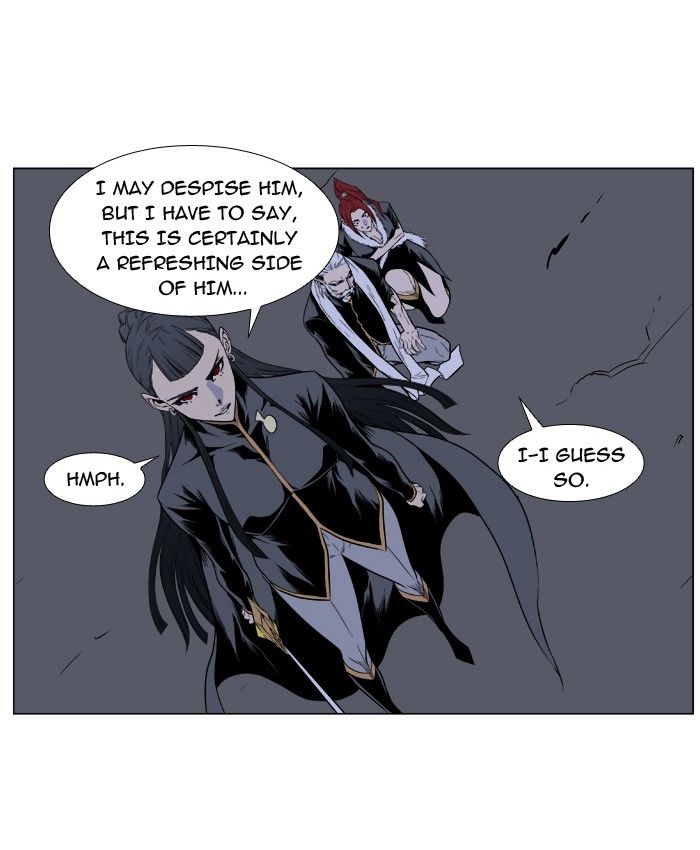 I MAY DESPISE HIM,
BUT I HAVE TO SAY,
THIS IS CERTAINLY
A REFRESHING SIDE
OF HIM...
HMPH.
I-I GUESS
SO.